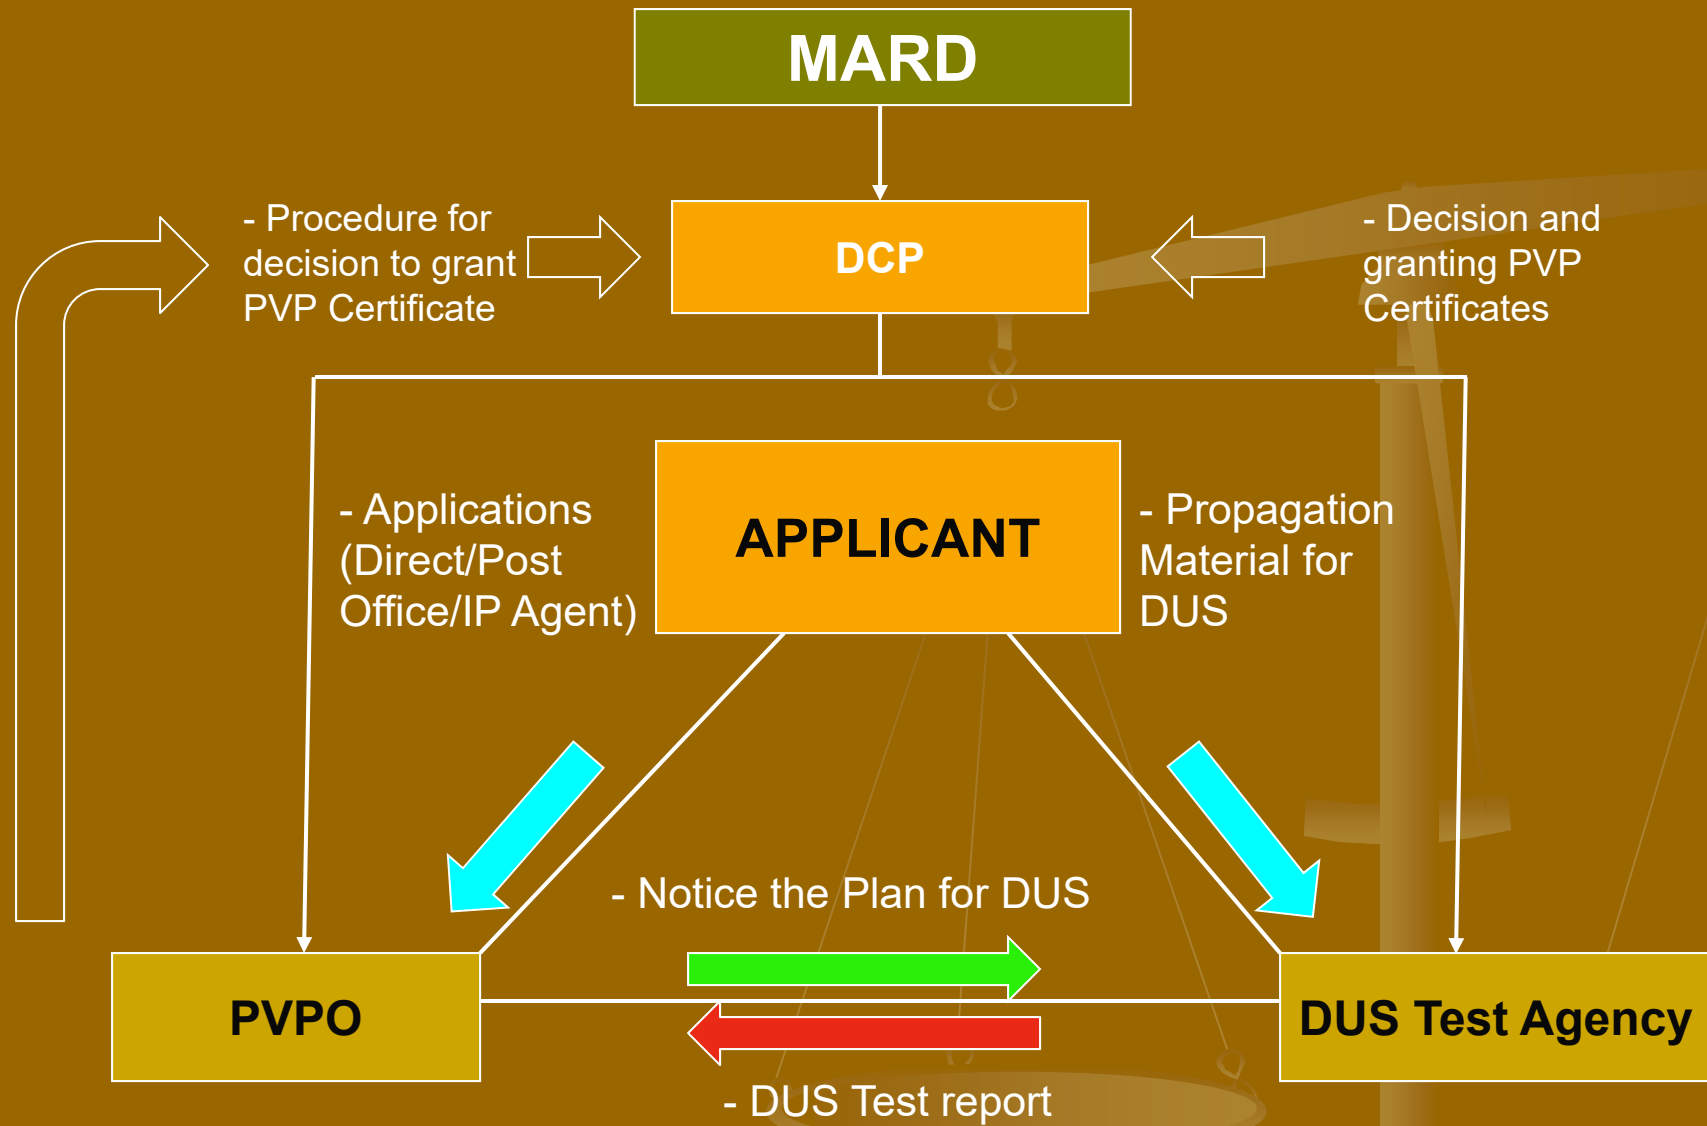 MARD
- Procedure for
decision to grant
PVP Certificate
DCP
- Decision and
granting PVP
Certificates
- Applications
(Direct/Post
Office/IP Agent)
APPLICANT
- Propagation
Material for
DUS
- Notice the Plan for DUS
PVPO
DUS Test Agency
- DUS Test report